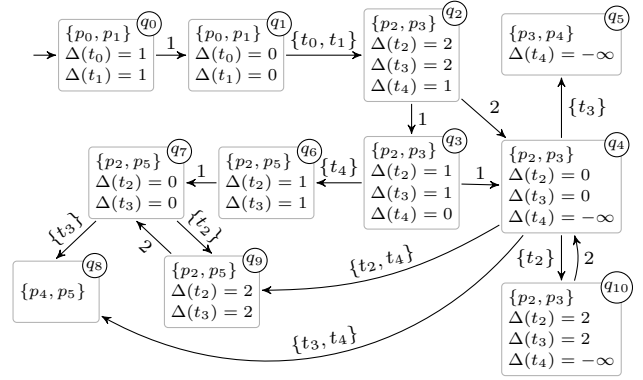 q₀
{p₀, p₁}
Δ(t₀) = 1
Δ(t₁) = 1
1
q₁
{p₀, p₁}
Δ(t₀) = 0
Δ(t₁) = 0
{t₀, t₁}
q₂
{p₂, p₃}
Δ(t₂) = 2
Δ(t₃) = 2
Δ(t₄) = 1
q₅
{p₃, p₄}
Δ(t₄) = −∞
1
2
{t₃}
q₇
{p₂, p₅}
Δ(t₂) = 0
Δ(t₃) = 0
1
q₆
{p₂, p₅}
Δ(t₂) = 1
Δ(t₃) = 1
{t₄}
q₃
{p₂, p₃}
Δ(t₂) = 1
Δ(t₃) = 1
Δ(t₄) = 0
1
q₄
{p₂, p₃}
Δ(t₂) = 0
Δ(t₃) = 0
Δ(t₄) = −∞
{t₃}
2
{t₂}
{t₂, t₄}
{t₂}
2
q₈
{p₄, p₅}
q₉
{p₂, p₅}
Δ(t₂) = 2
Δ(t₃) = 2
{t₃, t₄}
q₁₀
{p₂, p₃}
Δ(t₂) = 2
Δ(t₃) = 2
Δ(t₄) = −∞